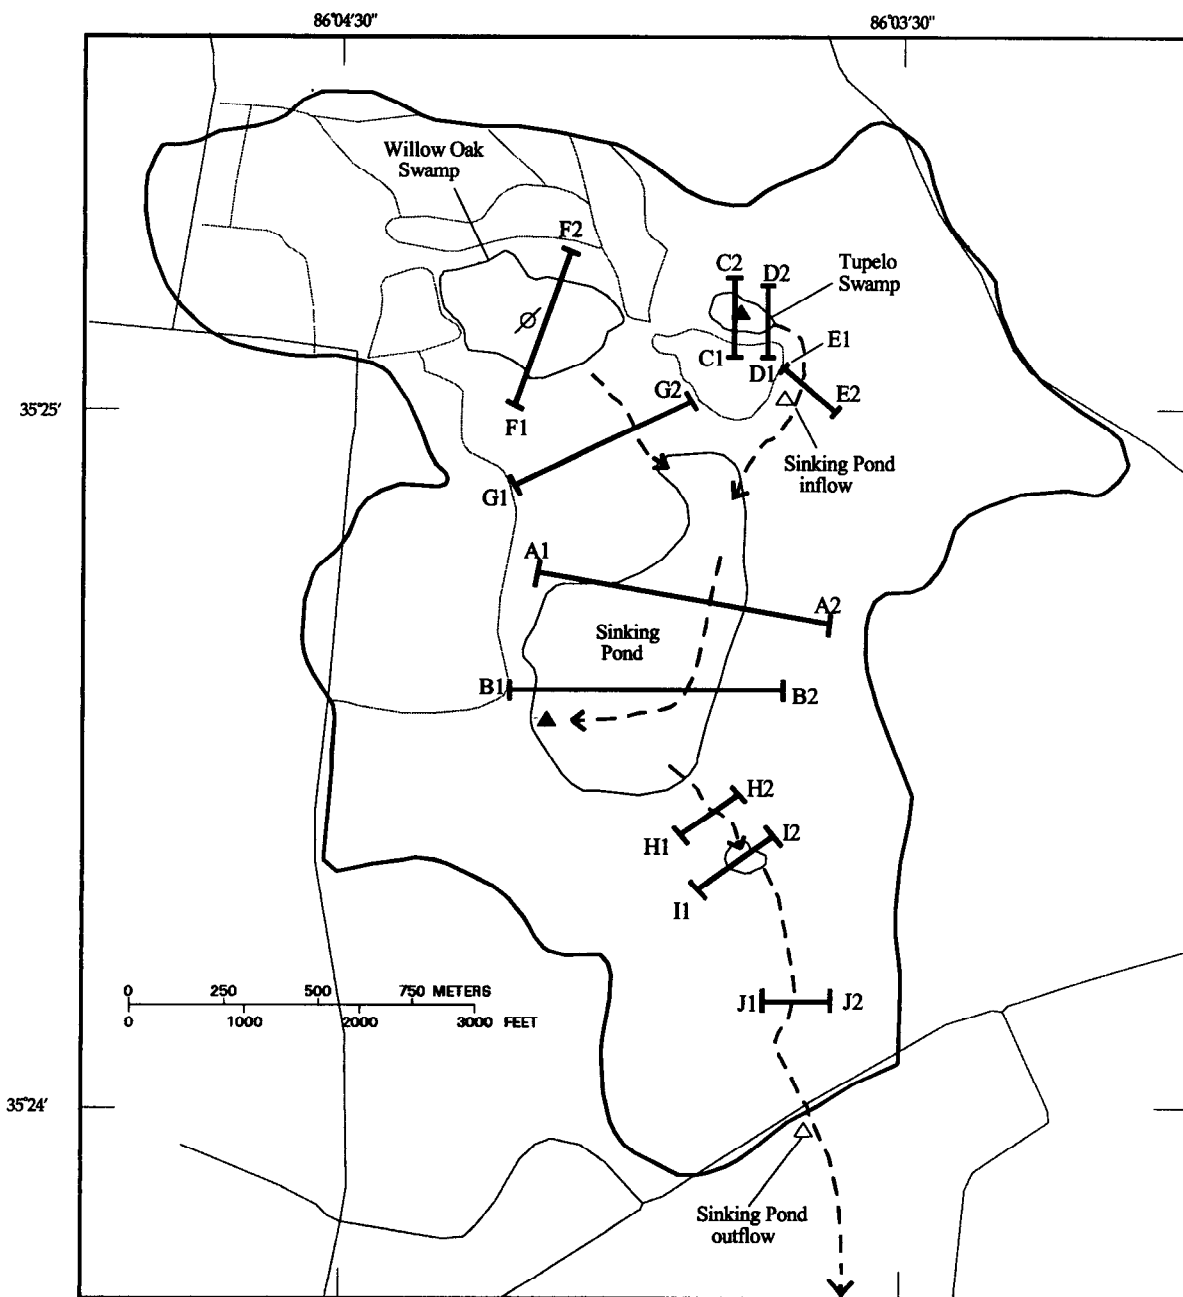 86°04'30"
86°03'30"
Willow Oak
Swamp
F2
C2
D2
Tupelo
Swamp
E1
C1
D1
G2
E2
35°25'
F1
Sinking Pond
inflow
G1
A1
A2
Sinking
Pond
B1
B2
H2
I2
H1
I1
0 250 500 750 METERS
0 1000 2000 3000 FEET
J1
J2
35°24'
Sinking Pond
outflow